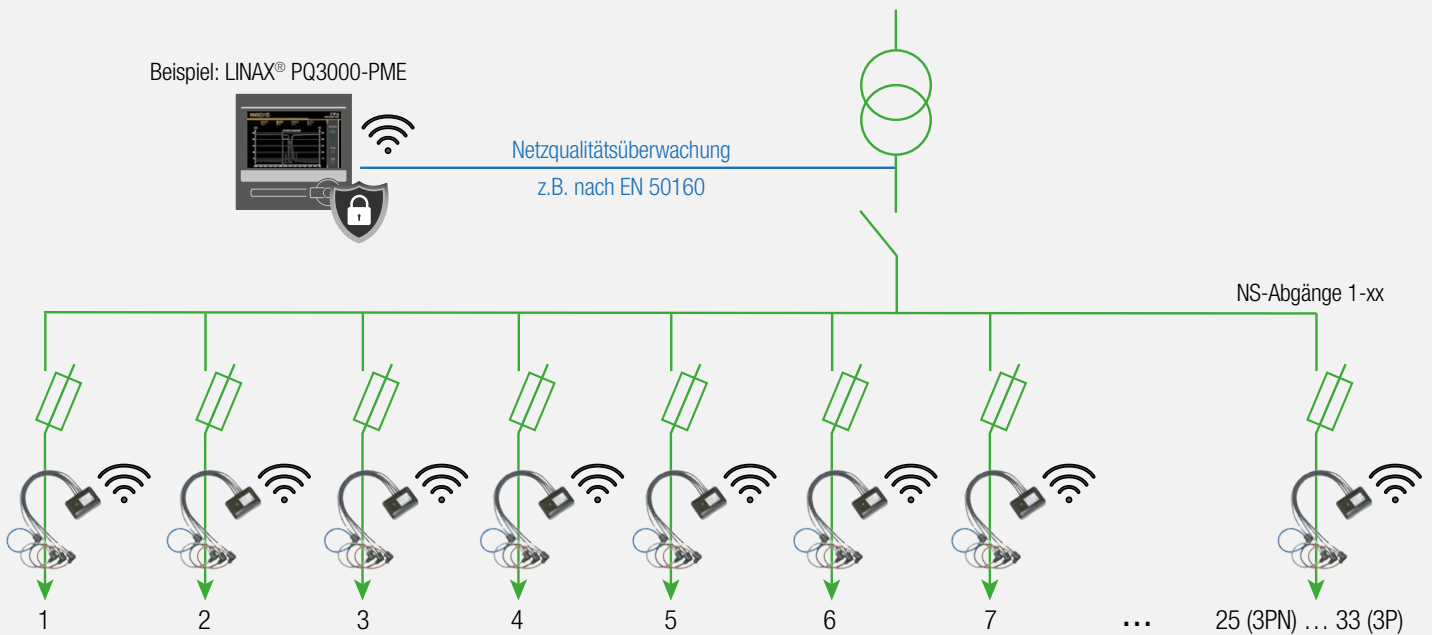 Beispiel: LINAX® PQ3000-PME
Netzqualitätsüberwachung
z.B. nach EN 50160
NS-Abgänge 1-xx
1 2 3 4 5 6 7 ... 25 (3PN) ... 33 (3P)